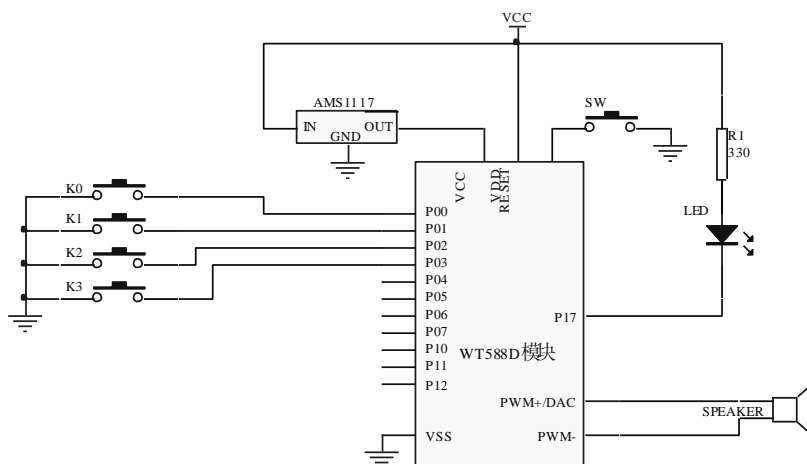 VCC
AMS1117
IN
OUT
GND
SW
R1
330
LED
VCC
VDD
RESET
K0
K1
K2
K3
P00
P01
P02
P03
P04
P05
P06
P07
P10
P11
P12
VSS
P17
WT588D模块
PWM+/DAC
PWM-
SPEAKER